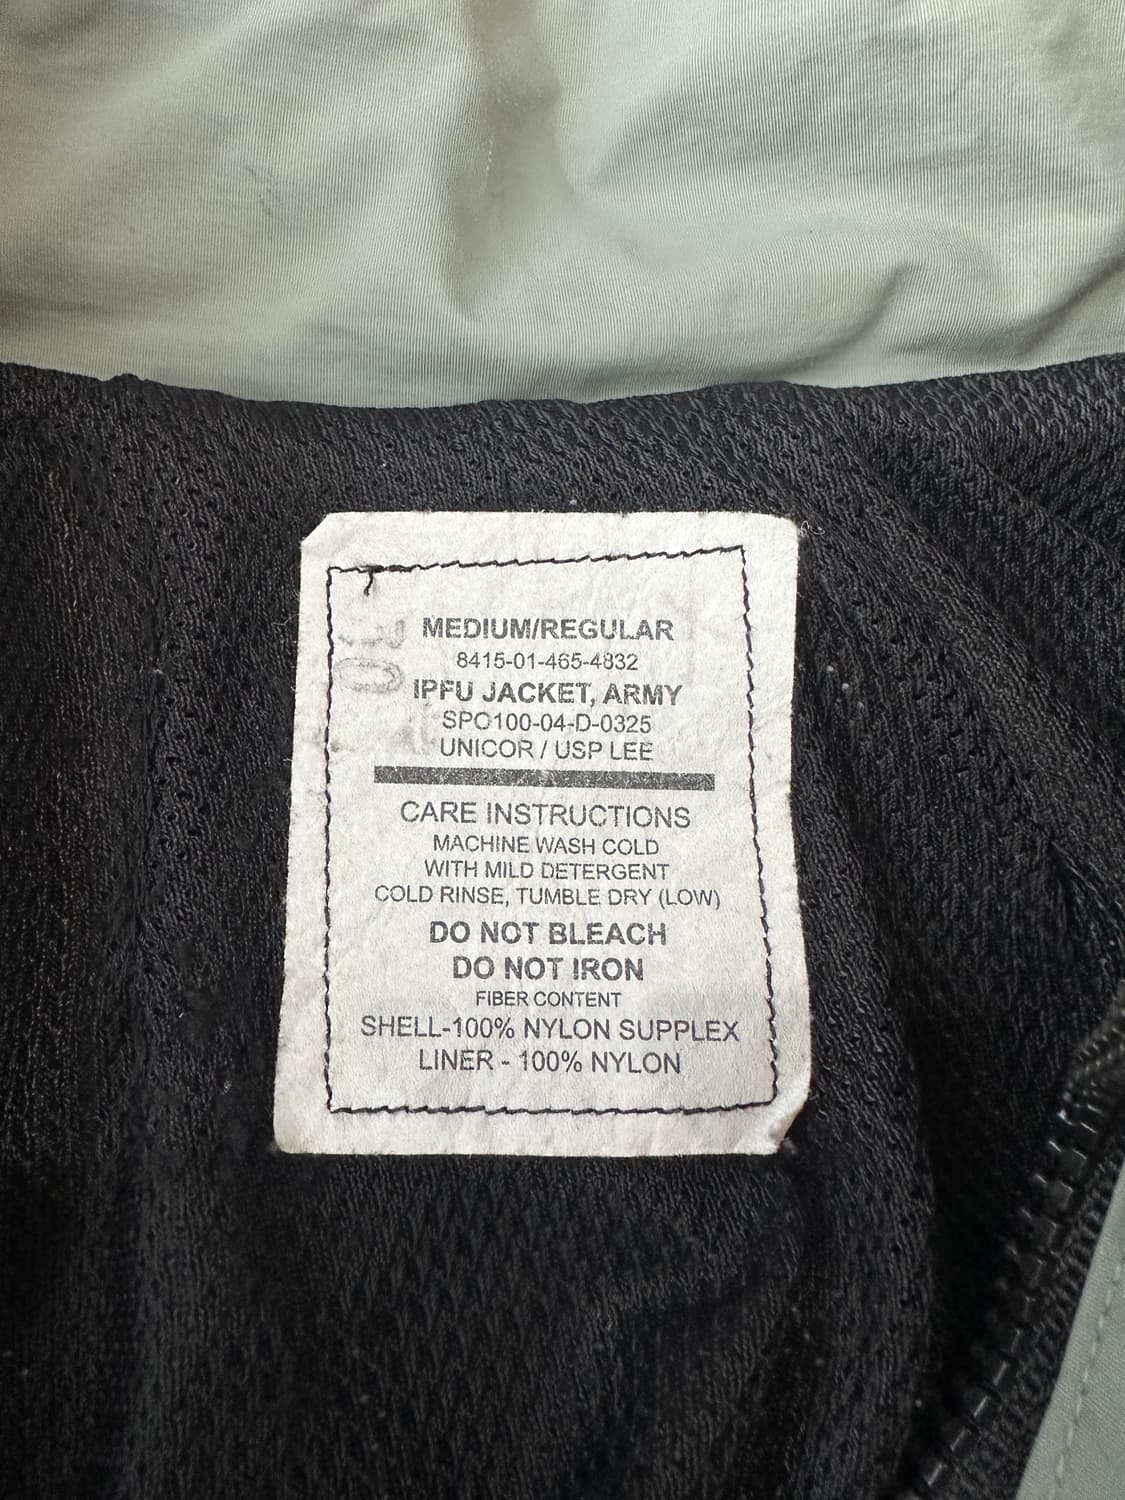 MEDIUM/REGULAR
8415-01-465-4832
IPFU JACKET, ARMY
SPO100-04-D-0325
UNICOR / USP LEE
CARE INSTRUCTIONS
MACHINE WASH COLD
WITH MILD DETERGENT
COLD RINSE, TUMBLE DRY (LOW)
DO NOT BLEACH
DO NOT IRON
FIBER CONTENT
SHELL-100% NYLON SUPPLEX
LINER - 100% NYLON